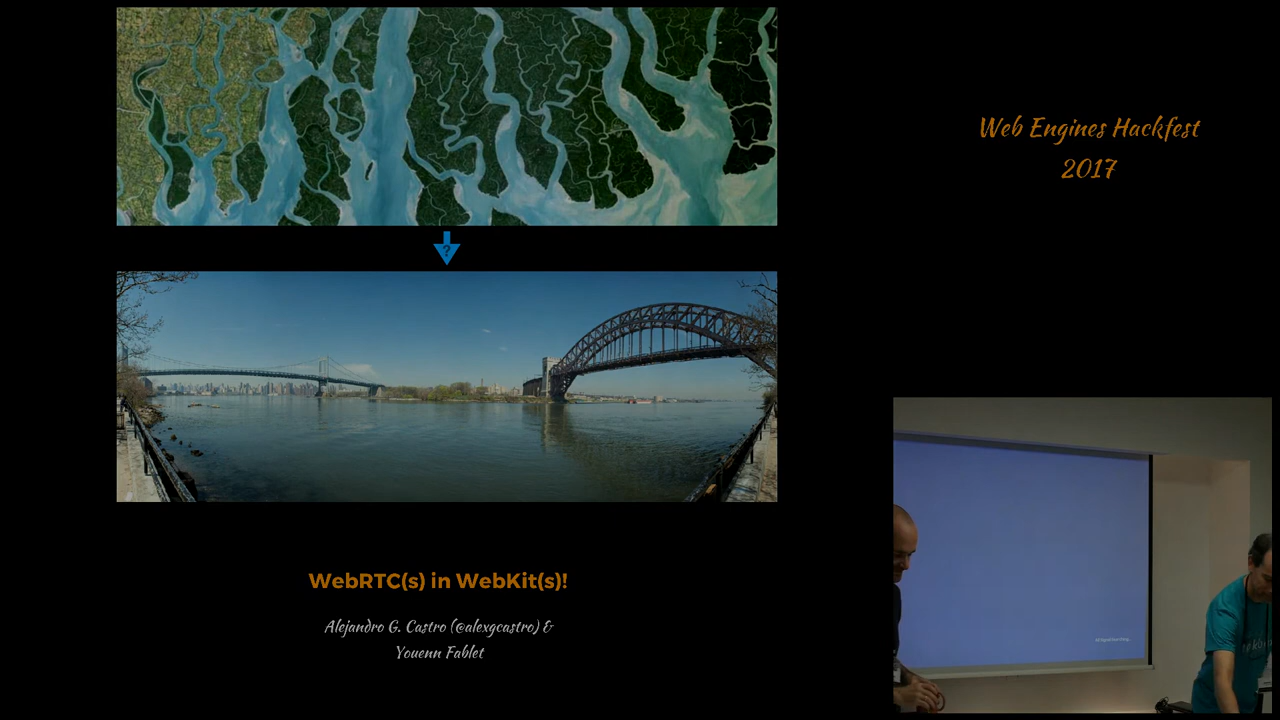 ?
WebRTC(s) in WebKit(s)!
Alejandro G. Castro (@alexgcastro) &
Youenn Fablet
Web Engines Hackfest
2017